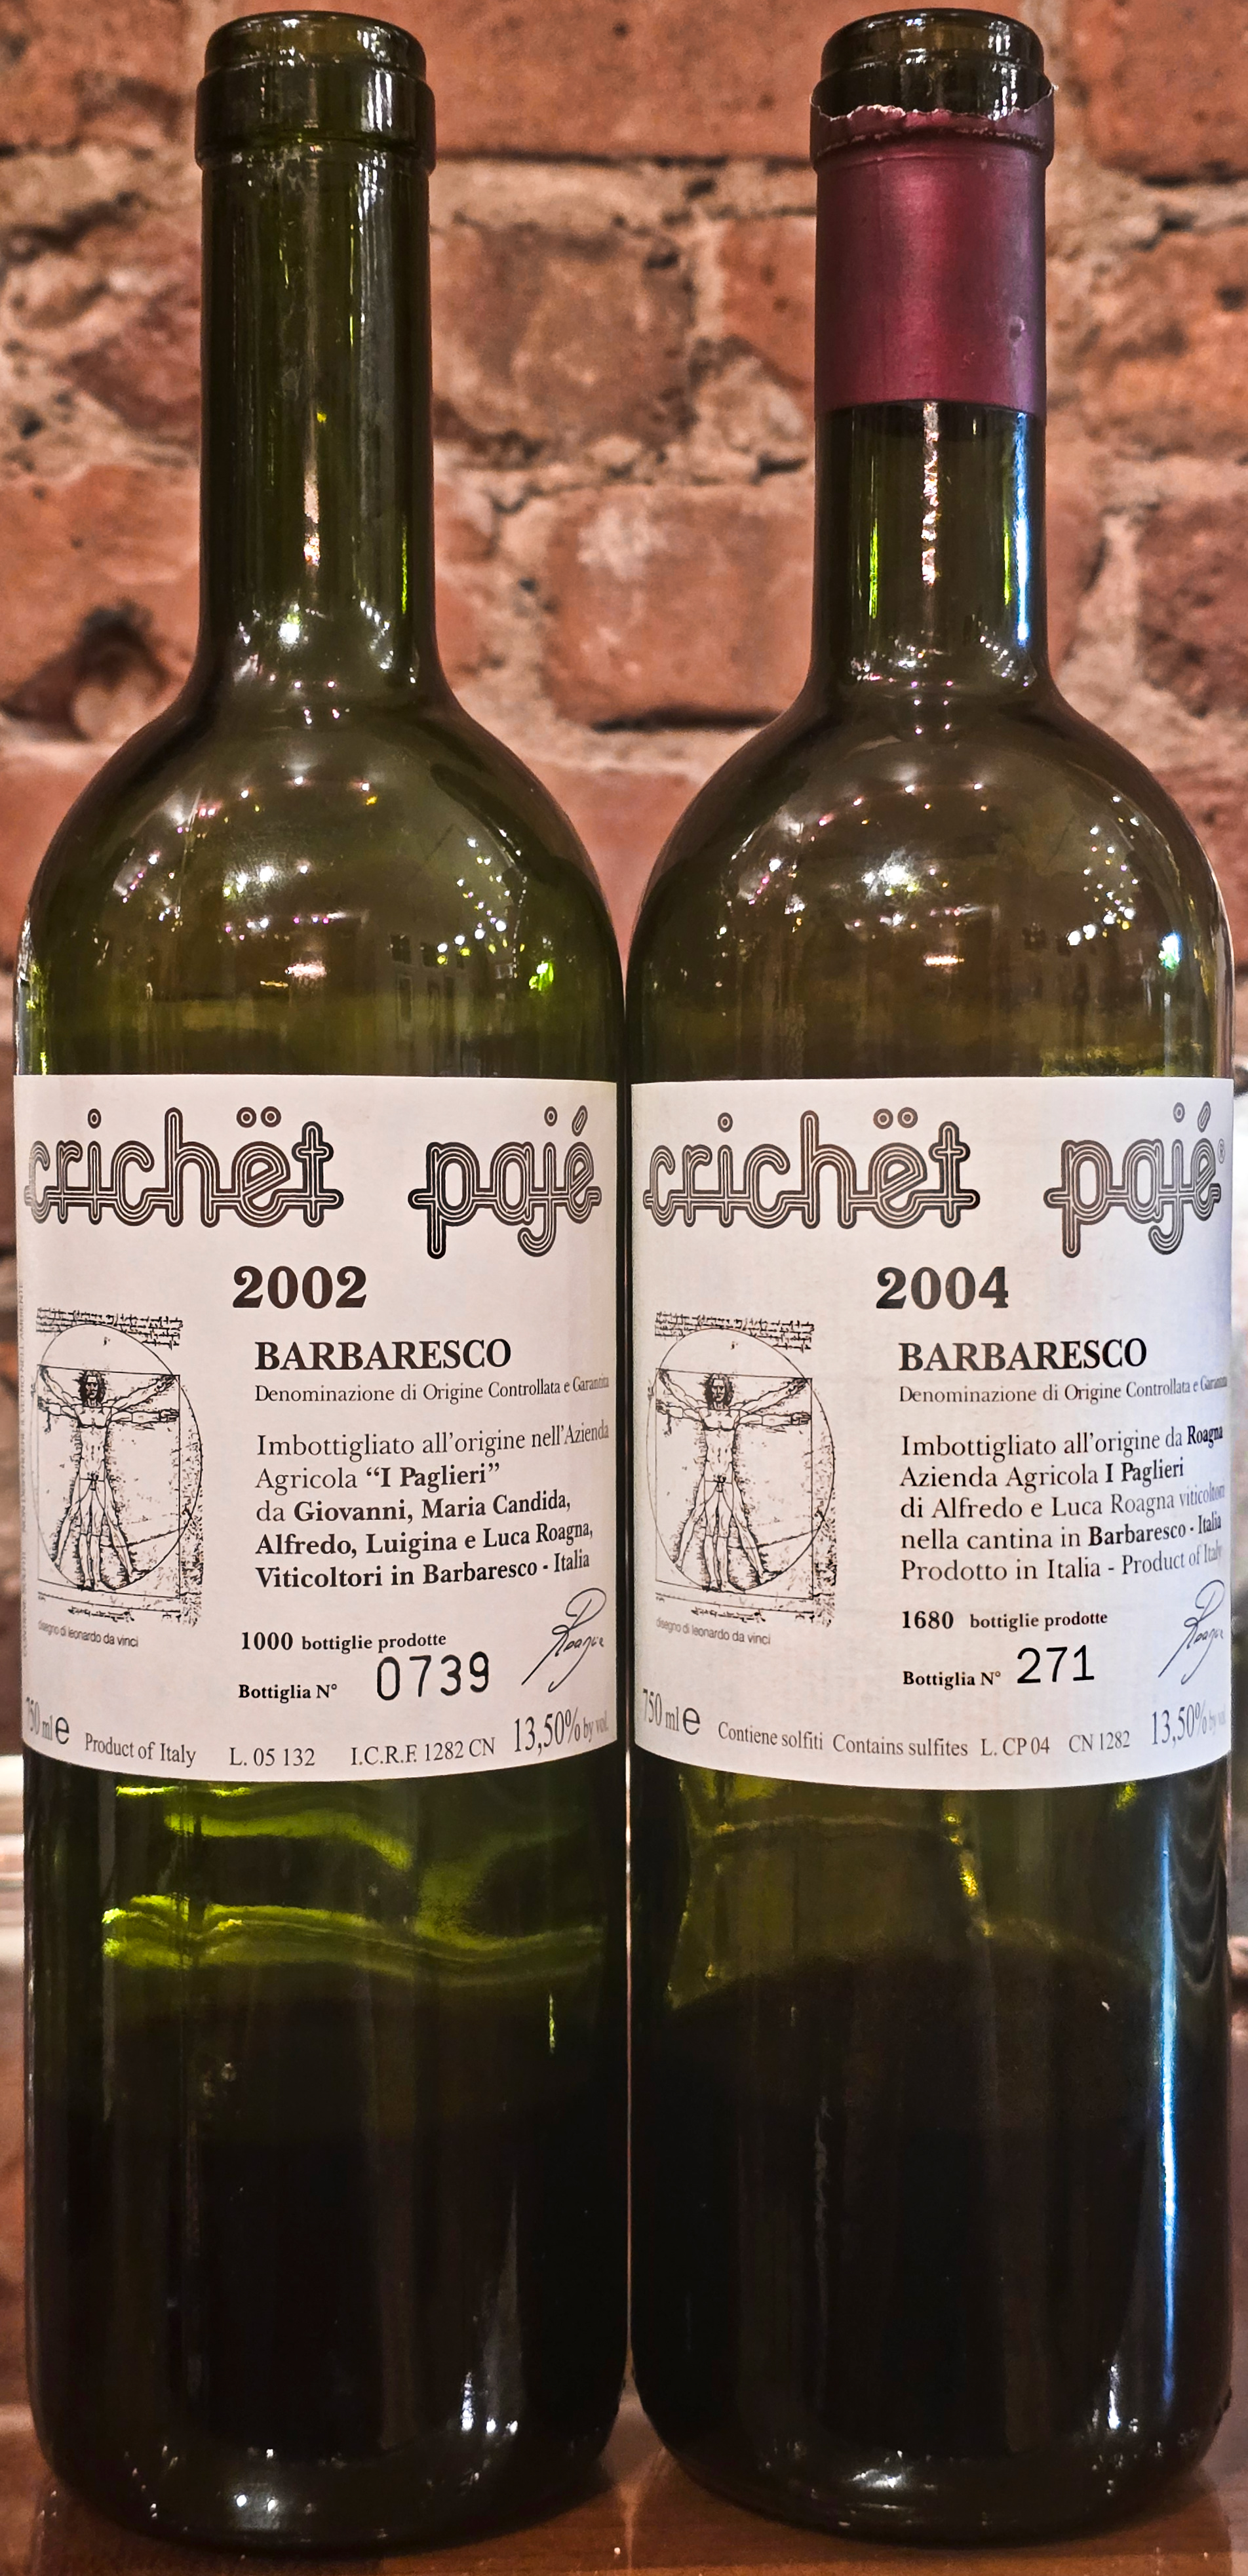 crichët pajé
2002
BARBARESCO
Denominazione di Origine Controllata e Garantita
Imbottigliato all'origine nell'Azienda
Agricola “I Paglieri”
da Giovanni, Maria Candida,
Alfredo, Luigina e Luca Roagna,
Viticoltori in Barbaresco - Italia
disegno di leonardo da vinci
1000 bottiglie prodotte
Bottiglia N° 0739
Roagna
750 ml e Product of Italy L. 05 132 I.C.R.F. 1282 CN 13,50% by vol.
crichët pajé®
2004
BARBARESCO
Denominazione di Origine Controllata e Garantita
Imbottigliato all'origine da Roagna
Azienda Agricola I Paglieri
di Alfredo e Luca Roagna viticoltori
nella cantina in Barbaresco - Italia
Prodotto in Italia - Product of Italy
disegno di leonardo da vinci
1680 bottiglie prodotte
Bottiglia N° 271
Roagna
750 ml e Contiene solfiti Contains sulfites L. CP 04 CN 1282 13,50% by vol.